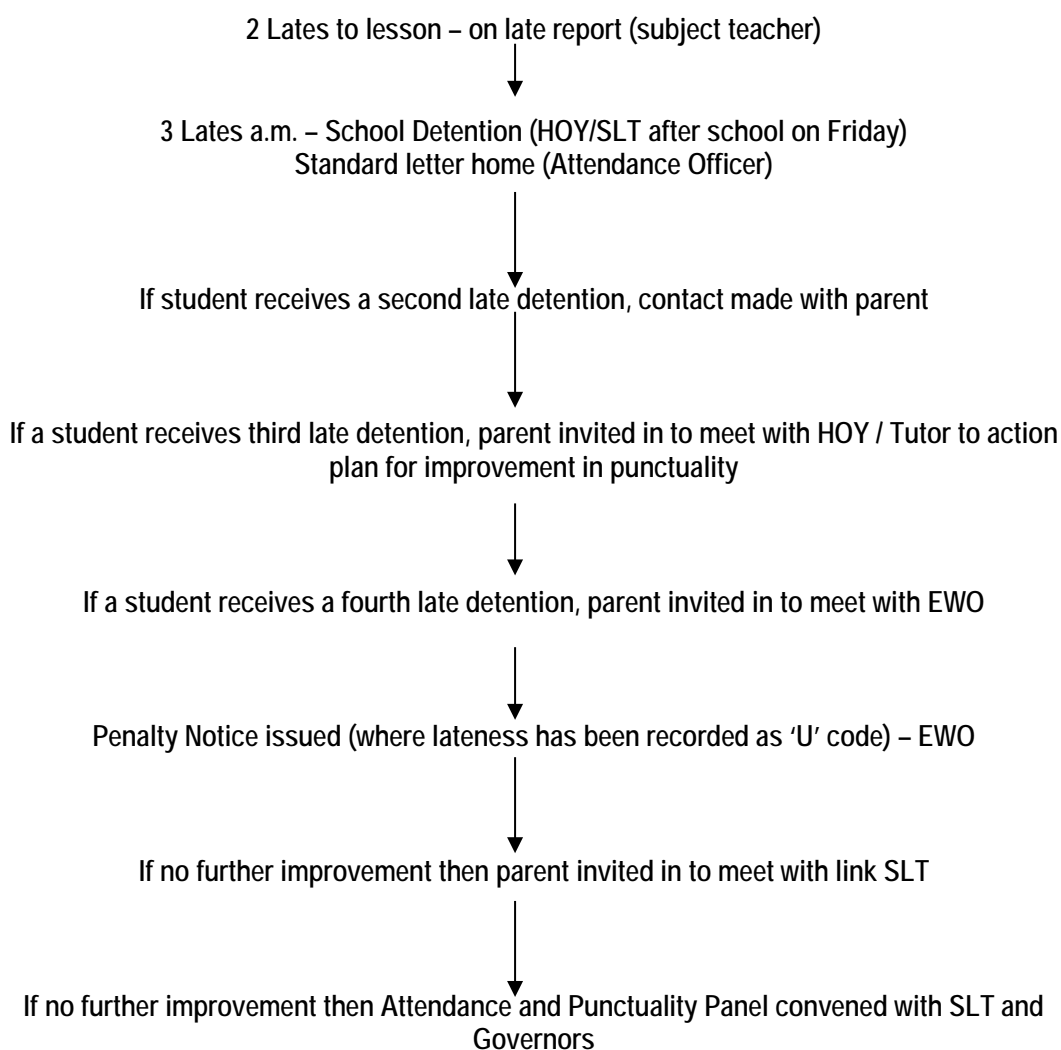 2 Lates to lesson – on late report (subject teacher)
3 Lates a.m. – School Detention (HOY/SLT after school on Friday)
Standard letter home (Attendance Officer)
If student receives a second late detention, contact made with parent
If a student receives third late detention, parent invited in to meet with HOY / Tutor to action
plan for improvement in punctuality
If a student receives a fourth late detention, parent invited in to meet with EWO
Penalty Notice issued (where lateness has been recorded as ‘U’ code) – EWO
If no further improvement then parent invited in to meet with link SLT
If no further improvement then Attendance and Punctuality Panel convened with SLT and
Governors